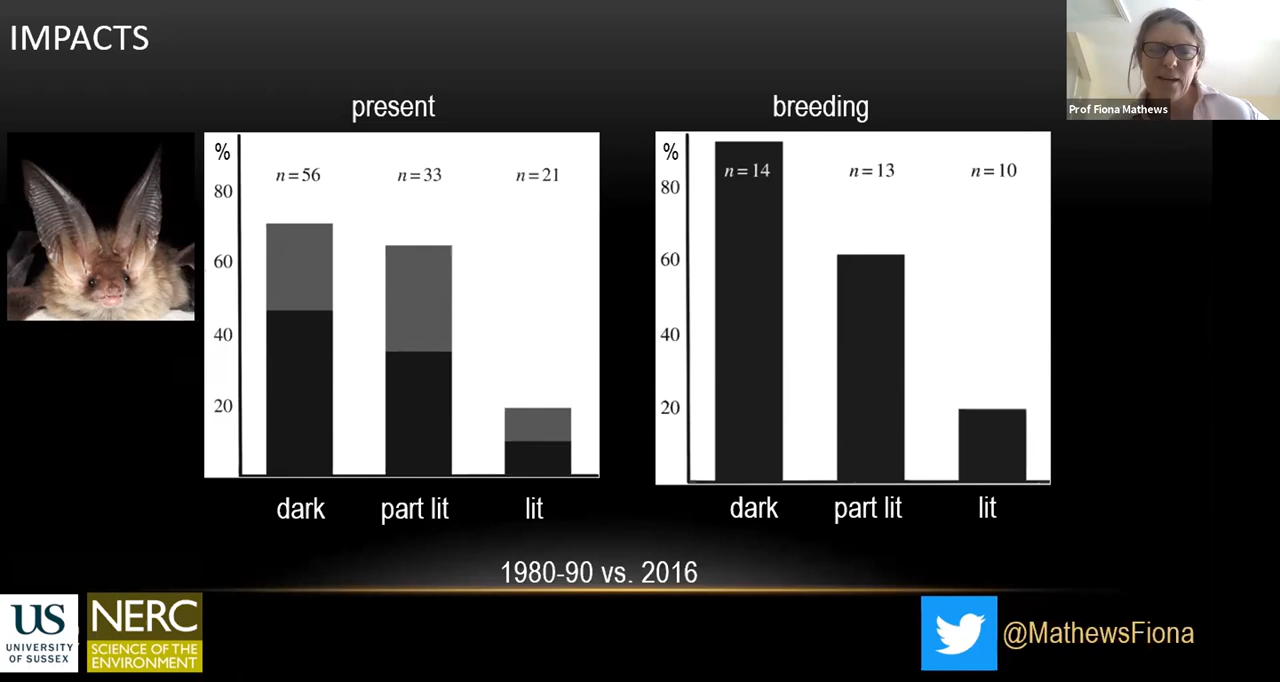 IMPACTS
Prof Fiona Mathews
present
breeding
%
n=56
n=33
n=21
80
60
40
20
%
n=14
n=13
n=10
80
60
40
20
dark
part lit
lit
dark
part lit
lit
1980-90 vs. 2016
US
UNIVERSITY
OF SUSSEX
NERC
SCIENCE OF THE
ENVIRONMENT
@MathewsFiona